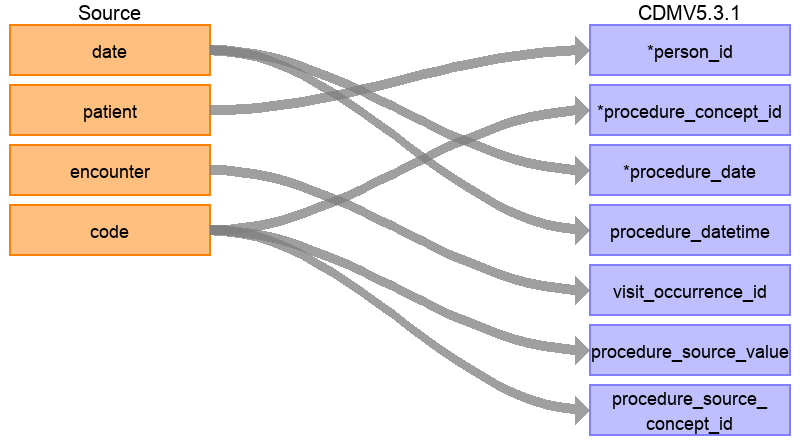 Source
CDMV5.3.1
date
*person_id
patient
*procedure_concept_id
encounter
*procedure_date
code
procedure_datetime
visit_occurrence_id
procedure_source_value
procedure_source_
concept_id